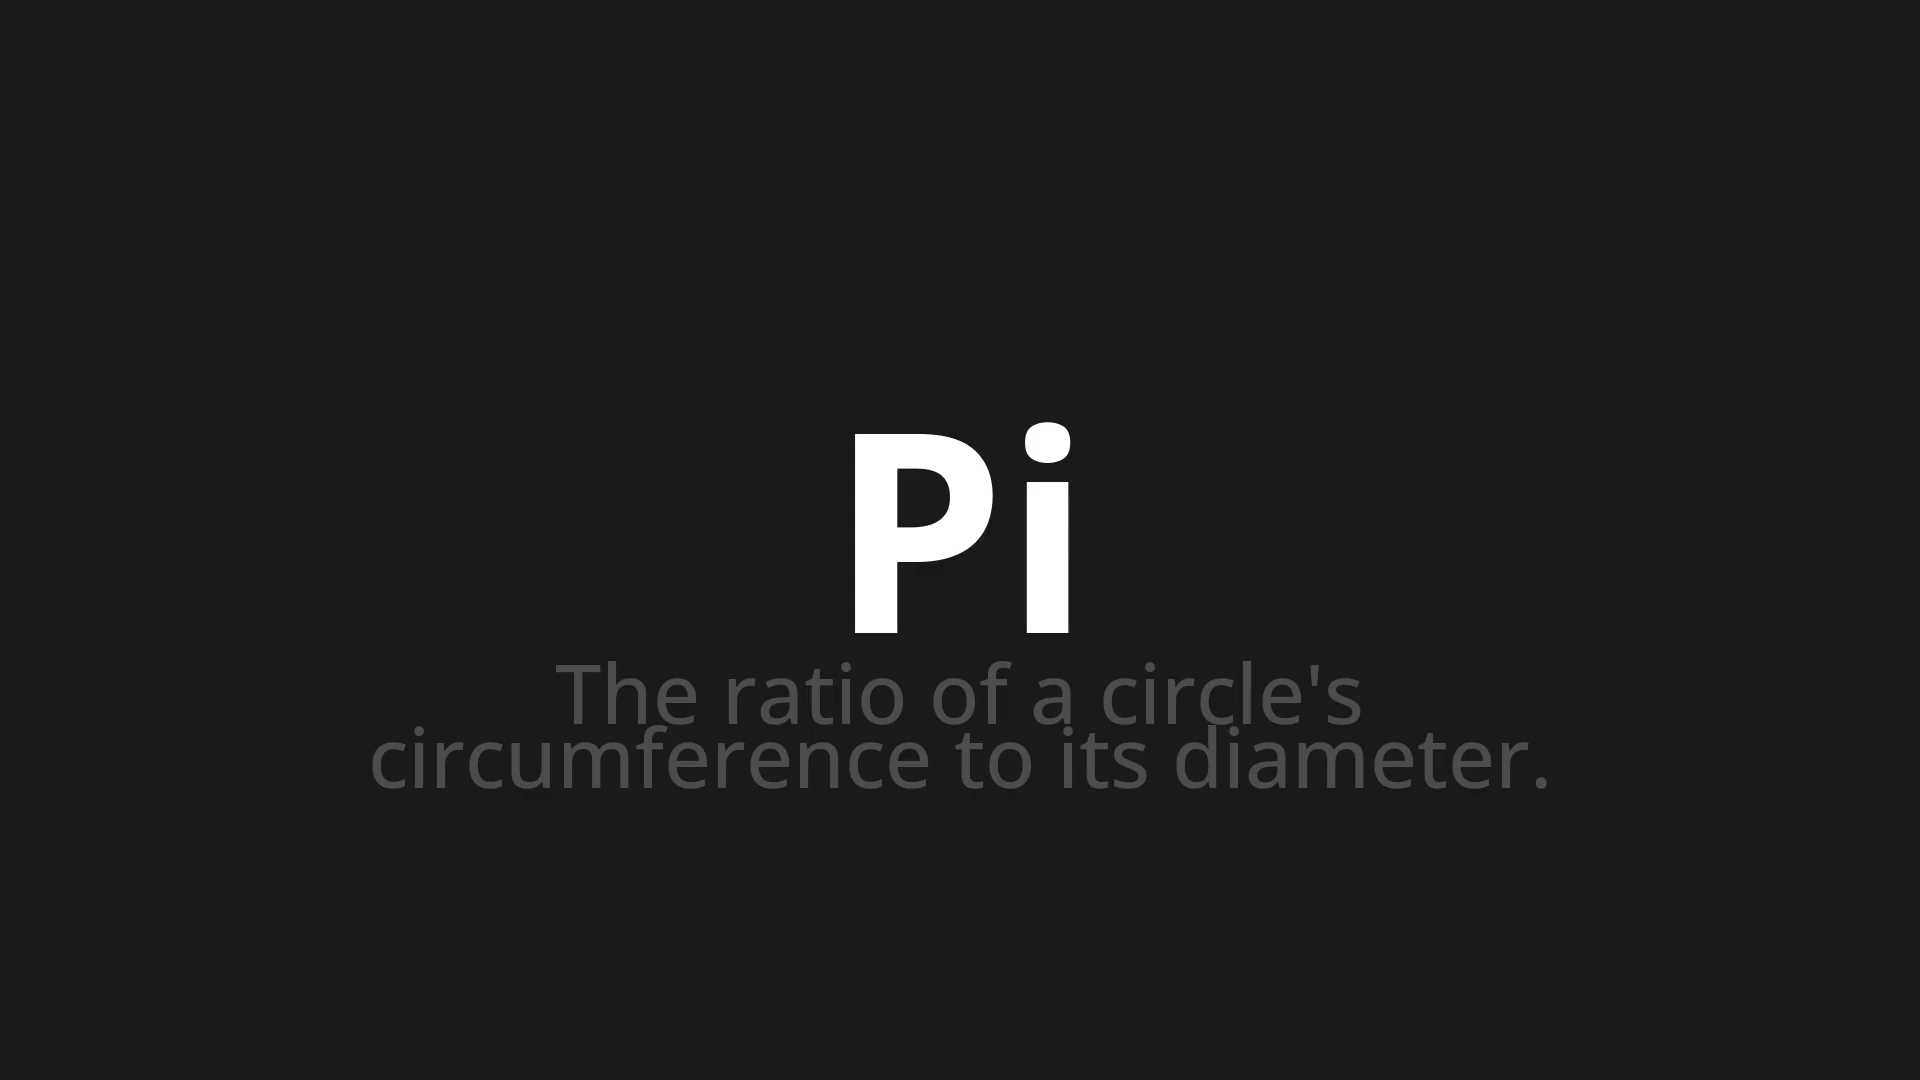 Pi
The ratio of a circle's
circumference to its diameter.